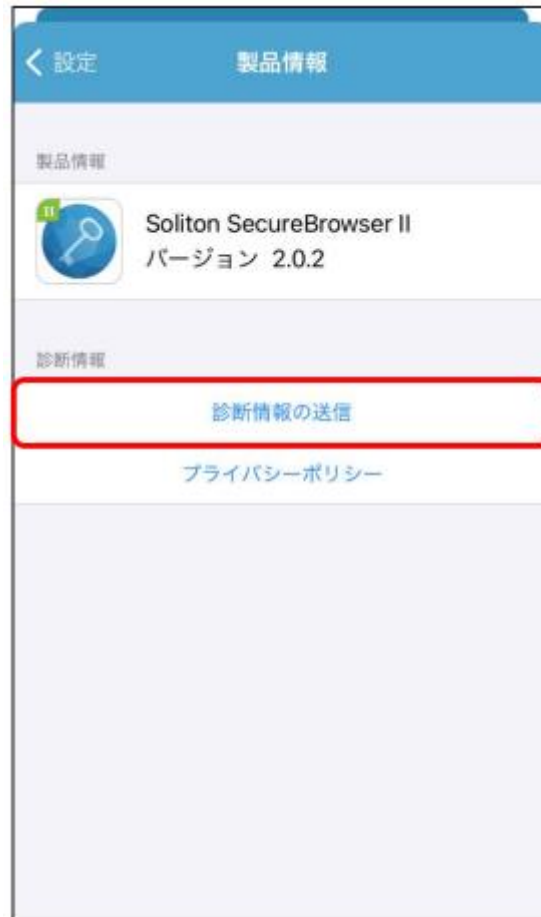 設定
製品情報
製品情報
II
Soliton SecureBrowser II
バージョン 2.0.2
診断情報
診断情報の送信
プライバシーポリシー